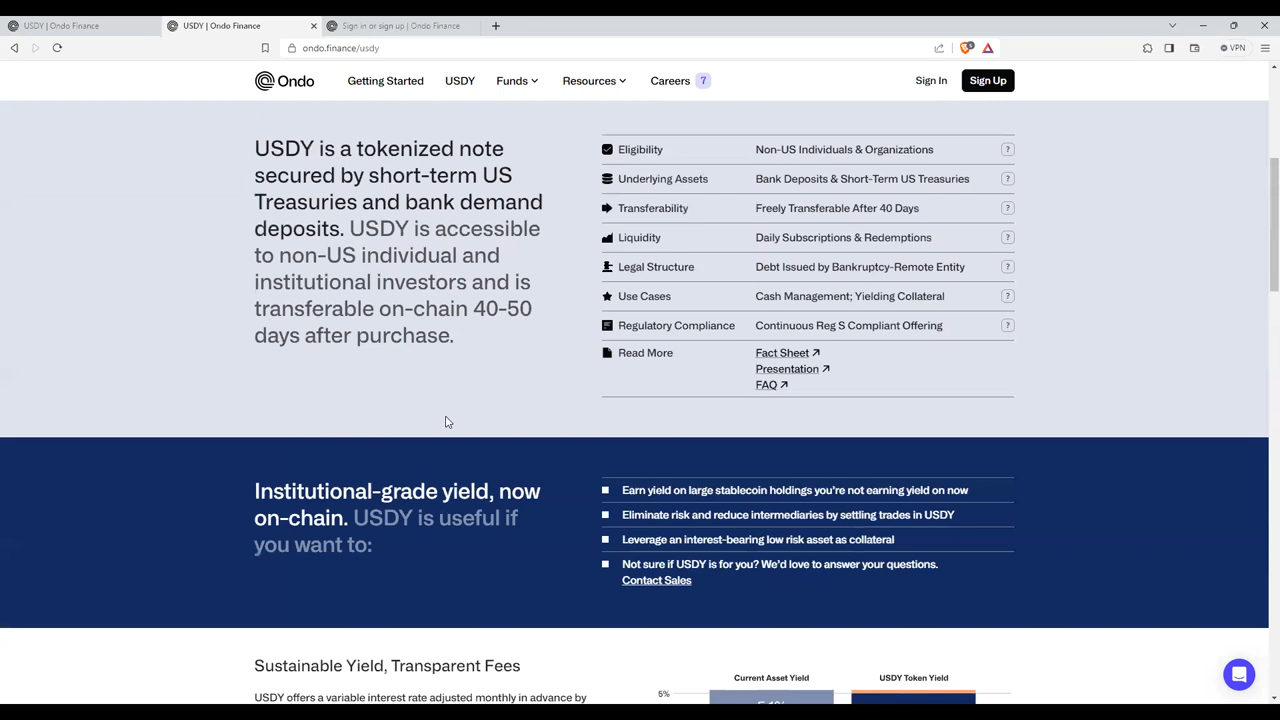 USDY | Ondo Finance
USDY | Ondo Finance
Sign in or sign up | Ondo Finance
ondo.finance/usdy
VPN
Ondo
Getting Started
USDY
Funds
Resources
Careers 7
Sign In
Sign Up
USDY is a tokenized note
secured by short-term US
Treasuries and bank demand
deposits. USDY is accessible
to non-US individual and
institutional investors and is
transferable on-chain 40-50
days after purchase.
Eligibility Non-US Individuals & Organizations ?
Underlying Assets Bank Deposits & Short-Term US Treasuries ?
Transferability Freely Transferable After 40 Days ?
Liquidity Daily Subscriptions & Redemptions ?
Legal Structure Debt Issued by Bankruptcy-Remote Entity ?
Use Cases Cash Management; Yielding Collateral ?
Regulatory Compliance Continuous Reg S Compliant Offering ?
Read More Fact Sheet
Presentation
FAQ
Institutional-grade yield, now
on-chain. USDY is useful if
you want to:
Earn yield on large stablecoin holdings you're not earning yield on now
Eliminate risk and reduce intermediaries by settling trades in USDY
Leverage an interest-bearing low risk asset as collateral
Not sure if USDY is for you? We'd love to answer your questions.
Contact Sales
Sustainable Yield, Transparent Fees
USDY offers a variable interest rate adjusted monthly in advance by
Current Asset Yield
USDY Token Yield
5%